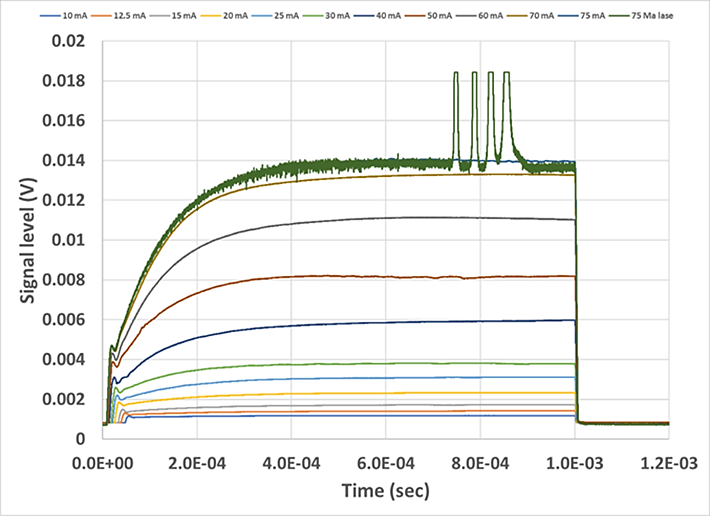 10 mA 12.5 mA 15 mA 20 mA 25 mA 30 mA 40 mA 50 mA 60 mA 70 mA 75 mA 75 Ma lase
0.02
0.018
0.016
0.014
0.012
0.01
0.008
0.006
0.004
0.002
0
Signal level (V)
0.0E+00 2.0E-04 4.0E-04 6.0E-04 8.0E-04 1.0E-03 1.2E-03
Time (sec)